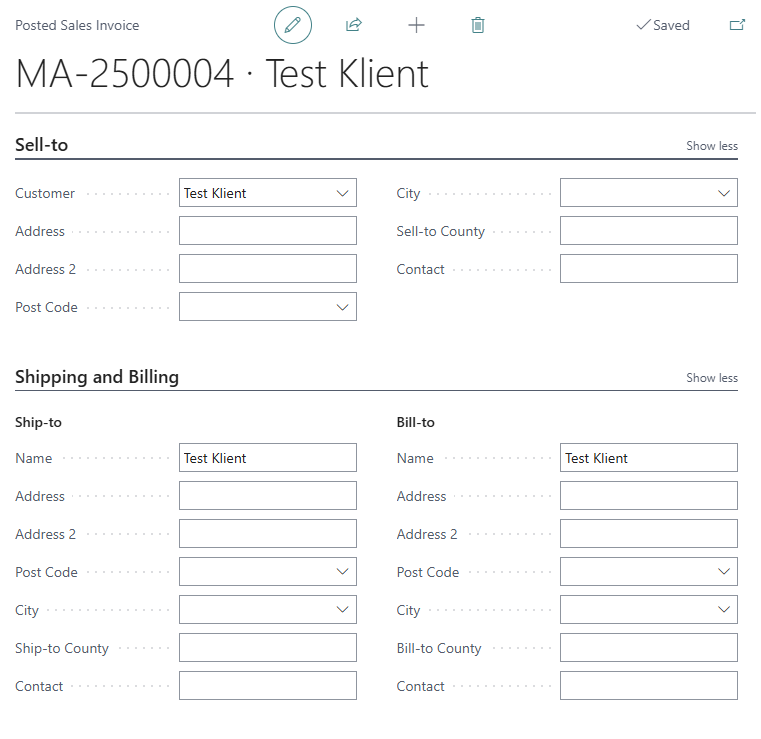 Posted Sales Invoice
Saved
MA-2500004 · Test Klient
Sell-to
Show less
Customer
Test Klient
City
Address
Sell-to County
Address 2
Contact
Post Code
Shipping and Billing
Show less
Ship-to
Bill-to
Name
Test Klient
Name
Test Klient
Address
Address
Address 2
Address 2
Post Code
Post Code
City
City
Ship-to County
Bill-to County
Contact
Contact